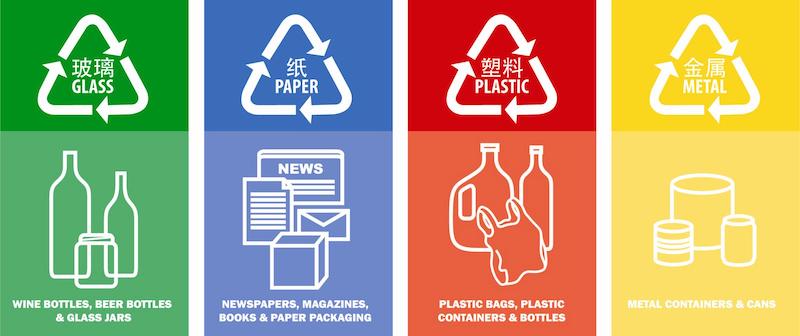 玻璃
GLASS
WINE BOTTLES, BEER BOTTLES
& GLASS JARS
纸
PAPER
NEWS
NEWSPAPERS, MAGAZINES,
BOOKS & PAPER PACKAGING
塑料
PLASTIC
PLASTIC BAGS, PLASTIC
CONTAINERS & BOTTLES
金属
METAL
METAL CONTAINERS & CANS